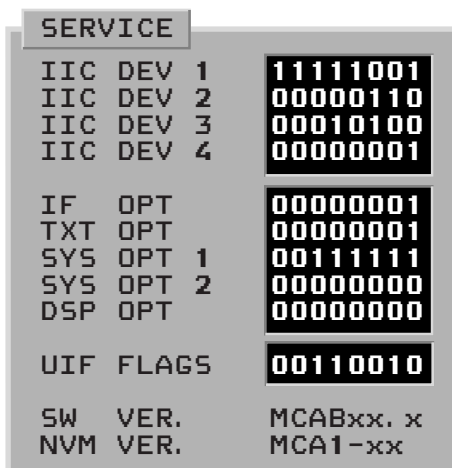 SERVICE
IIC DEV 1 11111001
IIC DEV 2 00000110
IIC DEV 3 00010100
IIC DEV 4 00000001
IF OPT 00000001
TXT OPT 00000001
SYS OPT 1 00111111
SYS OPT 2 00000000
DSP OPT 00000000
UIF FLAGS 00110010
SW VER. MCABxx.x
NVM VER. MCA1-xx